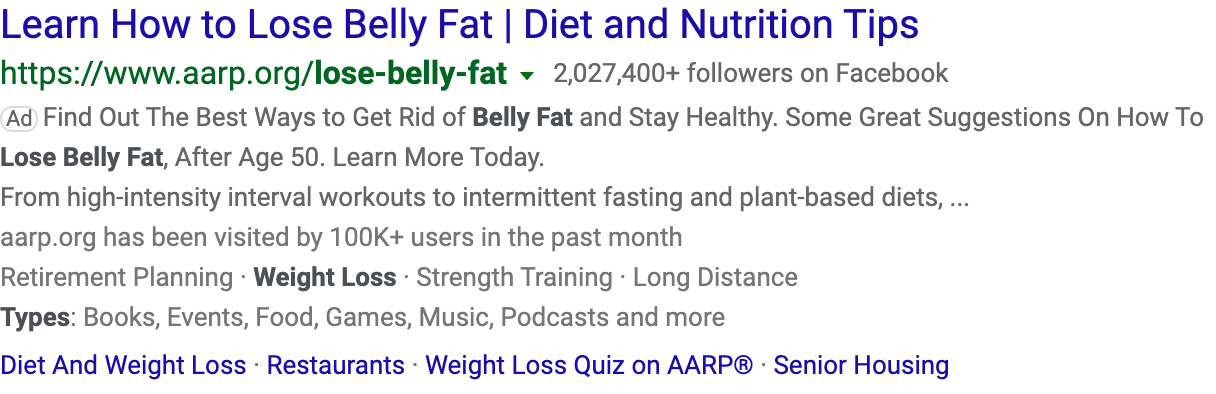 Learn How to Lose Belly Fat | Diet and Nutrition Tips
https://www.aarp.org/lose-belly-fat 2,027,400+ followers on Facebook
Ad Find Out The Best Ways to Get Rid of Belly Fat and Stay Healthy. Some Great Suggestions On How To
Lose Belly Fat, After Age 50. Learn More Today.
From high-intensity interval workouts to intermittent fasting and plant-based diets, ...
aarp.org has been visited by 100K+ users in the past month
Retirement Planning · Weight Loss · Strength Training · Long Distance
Types: Books, Events, Food, Games, Music, Podcasts and more
Diet And Weight Loss · Restaurants · Weight Loss Quiz on AARP® · Senior Housing